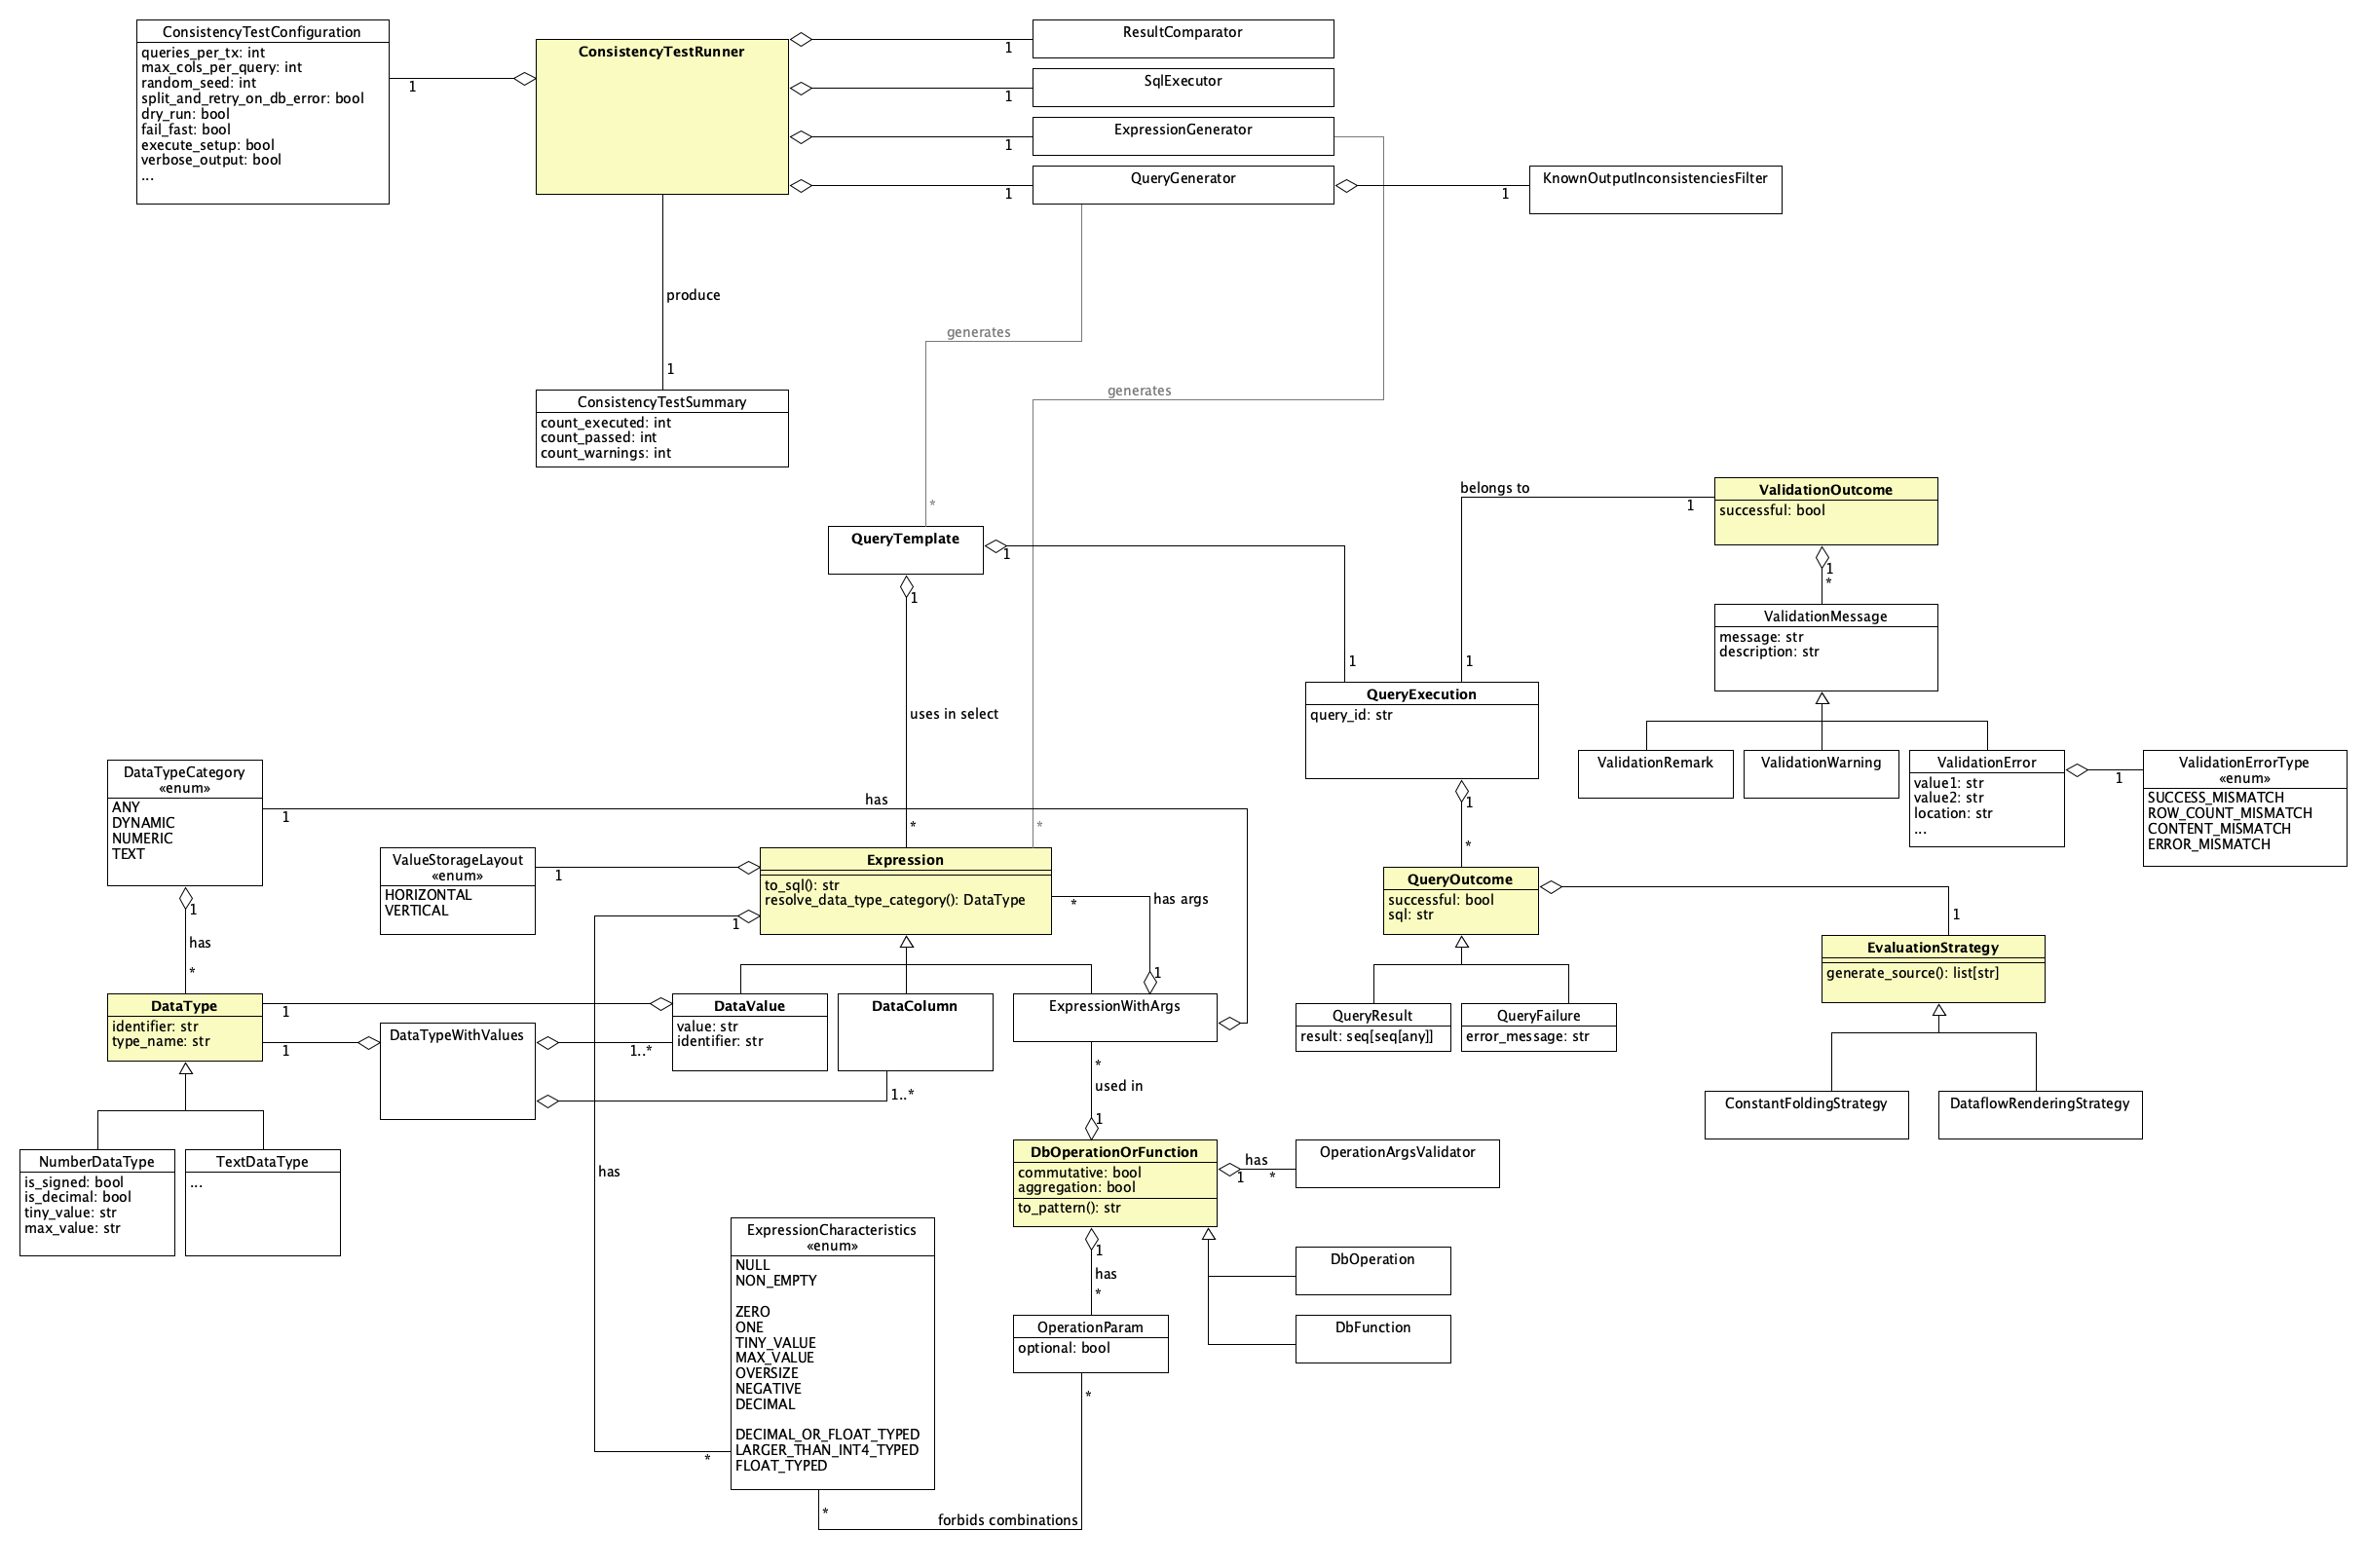 ConsistencyTestConfiguration
queries_per_tx: int
max_cols_per_query: int
random_seed: int
split_and_retry_on_db_error: bool
dry_run: bool
fail_fast: bool
execute_setup: bool
verbose_output: bool
...
1
ConsistencyTestRunner
1
ResultComparator
1
SqlExecutor
1
ExpressionGenerator
1
QueryGenerator
1
KnownOutputInconsistenciesFilter
produce
1
generates
generates
ConsistencyTestSummary
count_executed: int
count_passed: int
count_warnings: int
*
QueryTemplate
1
1
1
uses in select
*
*
belongs to
1
1
ValidationOutcome
successful: bool
1
*
ValidationMessage
message: str
description: str
QueryExecution
query_id: str
1
*
ValidationRemark
ValidationWarning
ValidationError
value1: str
value2: str
location: str
...
1
ValidationErrorType
«enum»
SUCCESS_MISMATCH
ROW_COUNT_MISMATCH
CONTENT_MISMATCH
ERROR_MISMATCH
DataTypeCategory
«enum»
ANY
DYNAMIC
NUMERIC
TEXT
1
has
1
has
*
ValueStorageLayout
«enum»
HORIZONTAL
VERTICAL
1
Expression
to_sql(): str
resolve_data_type_category(): DataType
1
*
has args
1
QueryOutcome
successful: bool
sql: str
1
EvaluationStrategy
generate_source(): list[str]
DataType
identifier: str
type_name: str
1
1
DataTypeWithValues
1..*
1..*
DataValue
value: str
identifier: str
DataColumn
ExpressionWithArgs
*
used in
1
QueryResult
result: seq[seq[any]]
QueryFailure
error_message: str
ConstantFoldingStrategy
DataflowRenderingStrategy
NumberDataType
is_signed: bool
is_decimal: bool
tiny_value: str
max_value: str
TextDataType
...
has
DbOperationOrFunction
commutative: bool
aggregation: bool
to_pattern(): str
has
1
*
OperationArgsValidator
1
has
*
DbOperation
DbFunction
OperationParam
optional: bool
*
ExpressionCharacteristics
«enum»
NULL
NON_EMPTY
ZERO
ONE
TINY_VALUE
MAX_VALUE
OVERSIZE
NEGATIVE
DECIMAL
DECIMAL_OR_FLOAT_TYPED
LARGER_THAN_INT4_TYPED
FLOAT_TYPED
*
*
forbids combinations